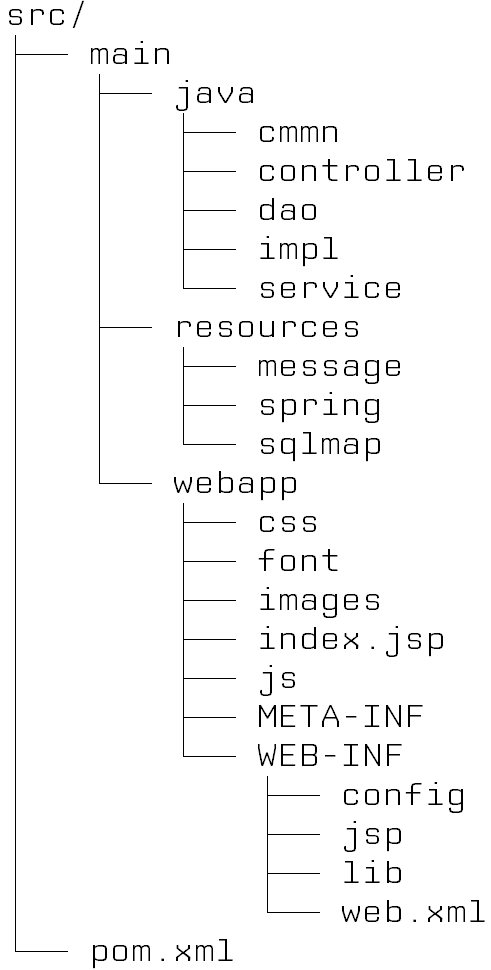 src/
main
java
cmmn
controller
dao
impl
service
resources
message
spring
sqlmap
webapp
css
font
images
index.jsp
js
META-INF
WEB-INF
config
jsp
lib
web.xml
pom.xml